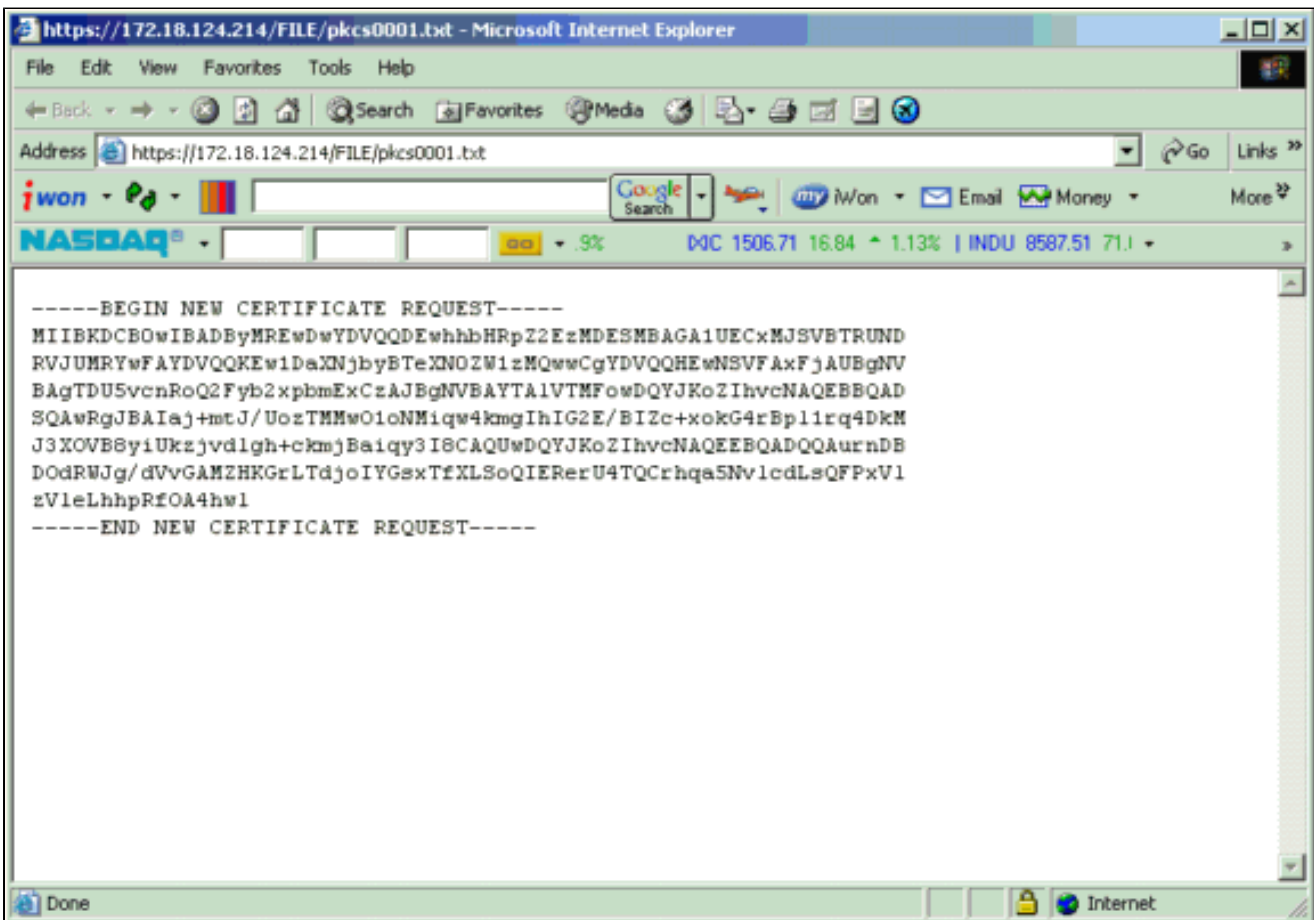 https://172.18.124.214/FILE/pkcs0001.txt - Microsoft Internet Explorer
File Edit View Favorites Tools Help
Back Search Favorites Media
Address https://172.18.124.214/FILE/pkcs0001.txt Go Links »
iwon Google Search my iWon Email Money More »
NASDAQ® GO .9% IXIC 1506.71 16.84 1.13% | INDU 8587.51 »
-----BEGIN NEW CERTIFICATE REQUEST-----
MIIBKDCB0wIBADByMREwDwYDVQQDEwhhbHRpZ2EzMDESMBAGA1UECxMJSVBTRUND
RVJUMRYwFAYDVQQKEw1DaXNjbyBTeXN0ZW1zMQwwCgYDVQQHEwNSVFAxFjAUBgNV
BAgTDU5vcnRoQ2Fyb2xpbmExCzAJBgNVBAYTAlVTMFowDQYJKoZIhvcNAQEBBQAD
SQAwRgJBAIaj+mtJ/UozTMMwO1oNMiqw4kmgIhIG2E/BIZc+xokG4rBpl1rq4DkM
J3XOVB8yiUkzjvdlgh+ckmjBaiqy3I8CAQUwDQYJKoZIhvcNAQEEBQADQQAurnDB
DOdRWJg/dVvGAMZHKGrLTdjoIYGsxTfXLSoQIERerU4TQCrhqa5NvlcdLsQFPxVl
zVleLhhpRfOA4hwl
-----END NEW CERTIFICATE REQUEST-----
Done Internet